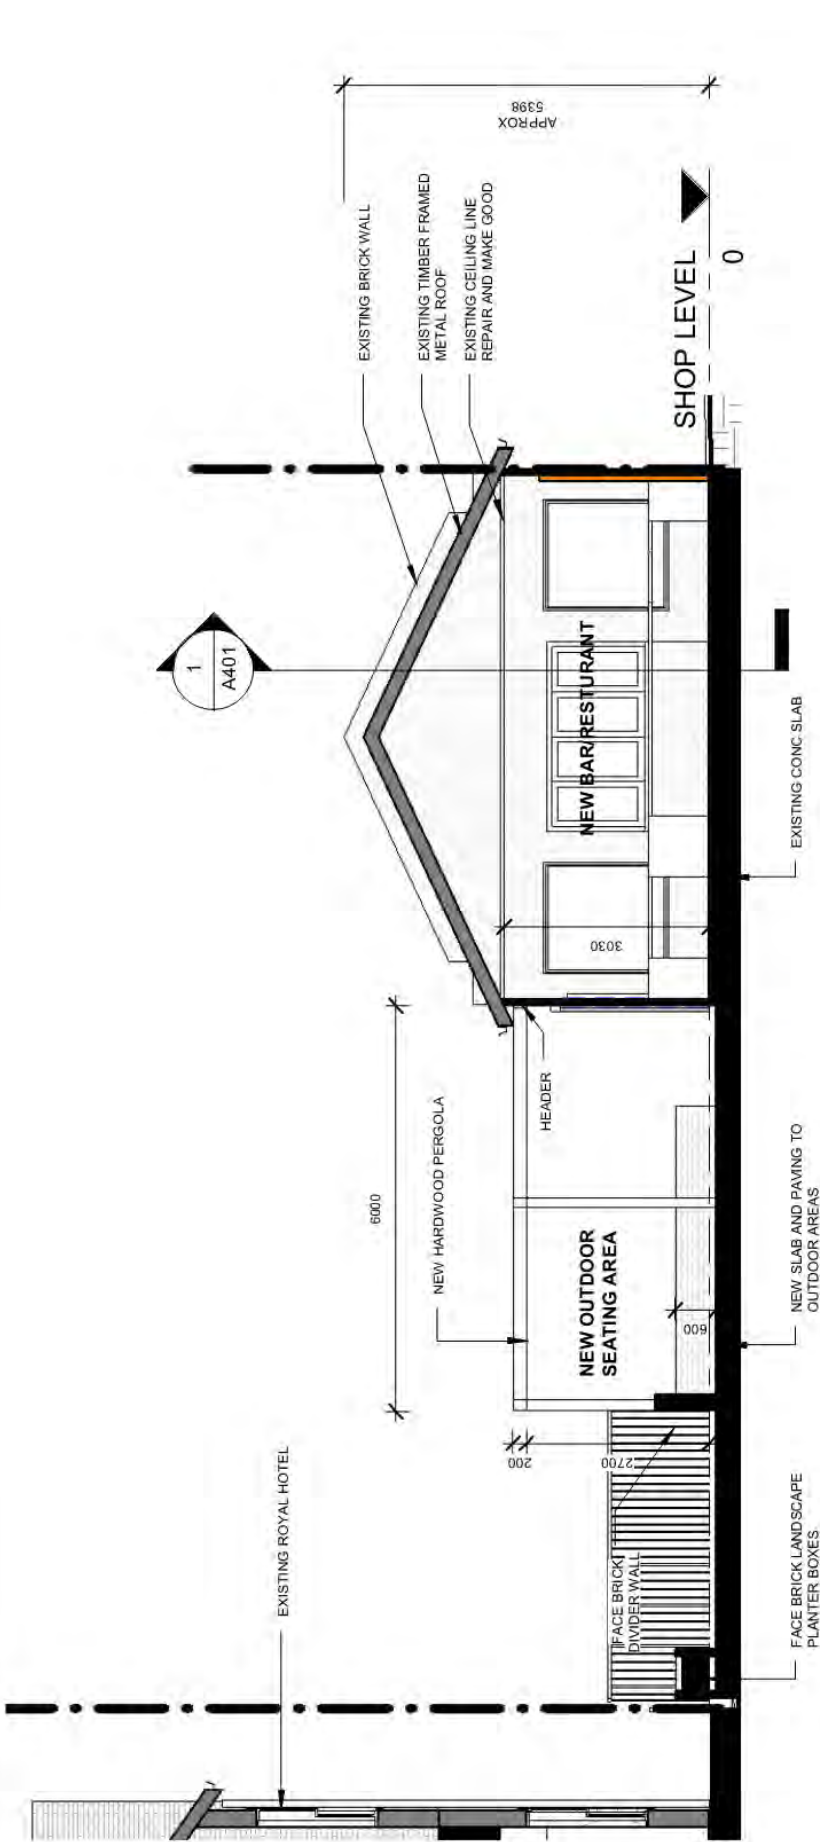 EXISTING ROYAL HOTEL
6000
NEW HARDWOOD PERGOLA
HEADER
200
2700
NEW OUTDOOR
SEATING AREA
600
FACE BRICK
DIVIDER WALL
FACE BRICK LANDSCAPE
PLANTER BOXES
NEW SLAB AND PAVING TO
OUTDOOR AREAS
1
A401
NEW BAR/RESTURANT
3030
EXISTING CONC SLAB
EXISTING BRICK WALL
EXISTING TIMBER FRAMED
METAL ROOF
EXISTING CEILING LINE
REPAIR AND MAKE GOOD
APPROX
5398
SHOP LEVEL
0